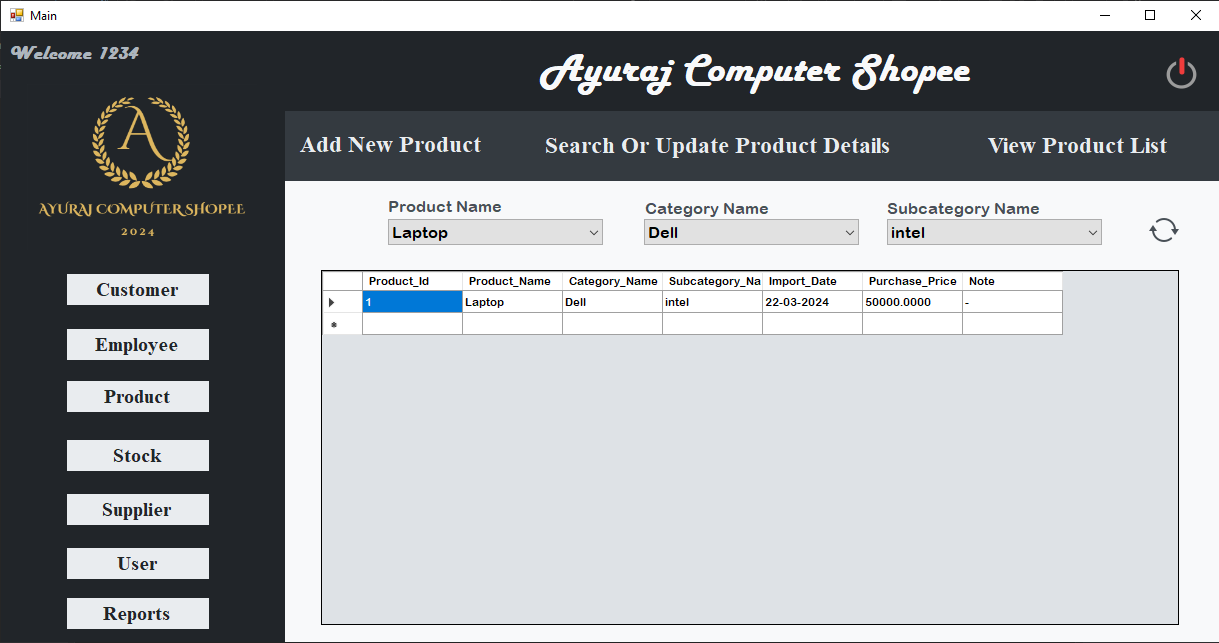 Main
Welcome 1234
Ayuraj Computer Shopee
A
AYURAJ COMPUTER SHOPEE
2024
Customer
Employee
Product
Stock
Supplier
User
Reports
Add New Product Search Or Update Product Details View Product List
Product Name Category Name Subcategory Name
Laptop Dell intel
Product_Id Product_Name Category_Name Subcategory_Na Import_Date Purchase_Price Note
1 Laptop Dell intel 22-03-2024 50000.0000 -